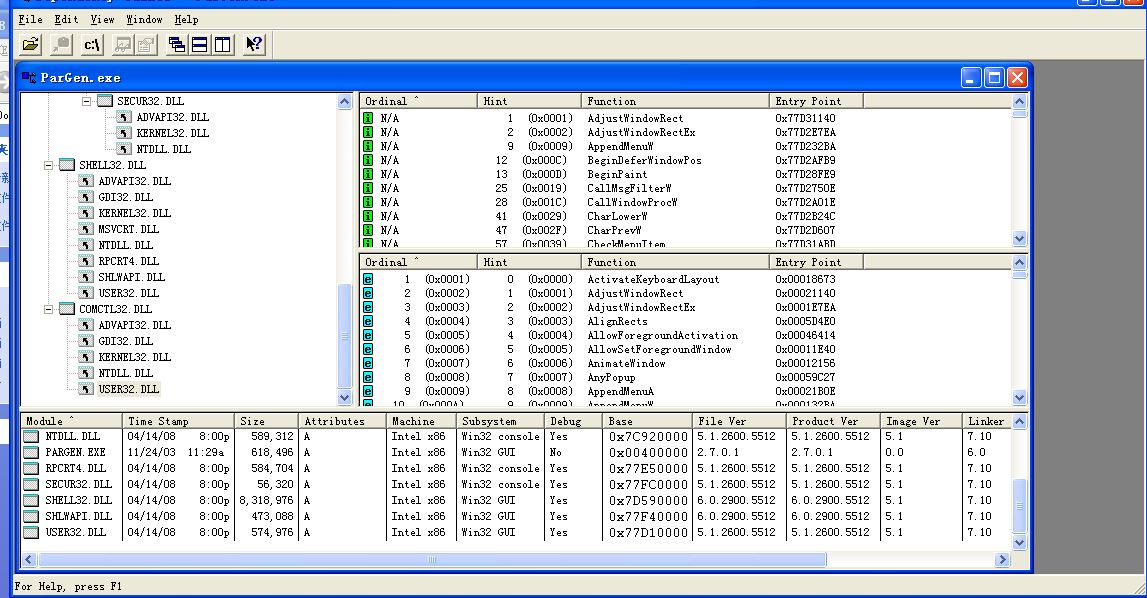 File Edit View Window Help
c:\
ParGen.exe
SECUR32.DLL
ADVAPI32.DLL
KERNEL32.DLL
NTDLL.DLL
SHELL32.DLL
ADVAPI32.DLL
GDI32.DLL
KERNEL32.DLL
MSVCRT.DLL
NTDLL.DLL
RPCRT4.DLL
SHLWAPI.DLL
USER32.DLL
COMCTL32.DLL
ADVAPI32.DLL
GDI32.DLL
KERNEL32.DLL
NTDLL.DLL
USER32.DLL
Ordinal ^ Hint Function Entry Point
N/A 1 (0x0001) AdjustWindowRect 0x77D31140
N/A 2 (0x0002) AdjustWindowRectEx 0x77D2E7EA
N/A 9 (0x0009) AppendMenuW 0x77D232BA
N/A 12 (0x000C) BeginDeferWindowPos 0x77D2AFB9
N/A 13 (0x000D) BeginPaint 0x77D28FE9
N/A 25 (0x0019) CallMsgFilterW 0x77D2750E
N/A 28 (0x001C) CallWindowProcW 0x77D2A01E
N/A 41 (0x0029) CharLowerW 0x77D2B24C
N/A 47 (0x002F) CharPrevW 0x77D2D607
N/A 57 (0x0039) CheckMenuItem 0x77D31ABD
Ordinal ^ Hint Function Entry Point
1 (0x0001) 0 (0x0000) ActivateKeyboardLayout 0x00018673
2 (0x0002) 1 (0x0001) AdjustWindowRect 0x00021140
3 (0x0003) 2 (0x0002) AdjustWindowRectEx 0x0001E7EA
4 (0x0004) 3 (0x0003) AlignRects 0x0005D4E0
5 (0x0005) 4 (0x0004) AllowForegroundActivation 0x00046414
6 (0x0006) 5 (0x0005) AllowSetForegroundWindow 0x00011E40
7 (0x0007) 6 (0x0006) AnimateWindow 0x00012156
8 (0x0008) 7 (0x0007) AnyPopup 0x00059C27
9 (0x0009) 8 (0x0008) AppendMenuA 0x00021B0E
10 (0x000A) 9 (0x0009) AppendMenuW 0x000132BA
Module ^ Time Stamp Size Attributes Machine Subsystem Debug Base File Ver Product Ver Image Ver Linker
NTDLL.DLL 04/14/08 8:00p 589,312 A Intel x86 Win32 console Yes 0x7C920000 5.1.2600.5512 5.1.2600.5512 5.1 7.10
PARGEN.EXE 11/24/03 11:29a 618,496 A Intel x86 Win32 GUI No 0x00400000 2.7.0.1 2.7.0.1 0.0 6.0
RPCRT4.DLL 04/14/08 8:00p 584,704 A Intel x86 Win32 console Yes 0x77E50000 5.1.2600.5512 5.1.2600.5512 5.1 7.10
SECUR32.DLL 04/14/08 8:00p 56,320 A Intel x86 Win32 console Yes 0x77FC0000 5.1.2600.5512 5.1.2600.5512 5.1 7.10
SHELL32.DLL 04/14/08 8:00p 8,318,976 A Intel x86 Win32 GUI Yes 0x7D590000 6.0.2900.5512 6.0.2900.5512 5.1 7.10
SHLWAPI.DLL 04/14/08 8:00p 473,088 A Intel x86 Win32 GUI Yes 0x77F40000 6.0.2900.5512 6.0.2900.5512 5.1 7.10
USER32.DLL 04/14/08 8:00p 574,976 A Intel x86 Win32 GUI Yes 0x77D10000 5.1.2600.5512 5.1.2600.5512 5.1 7.10
For Help, press F1